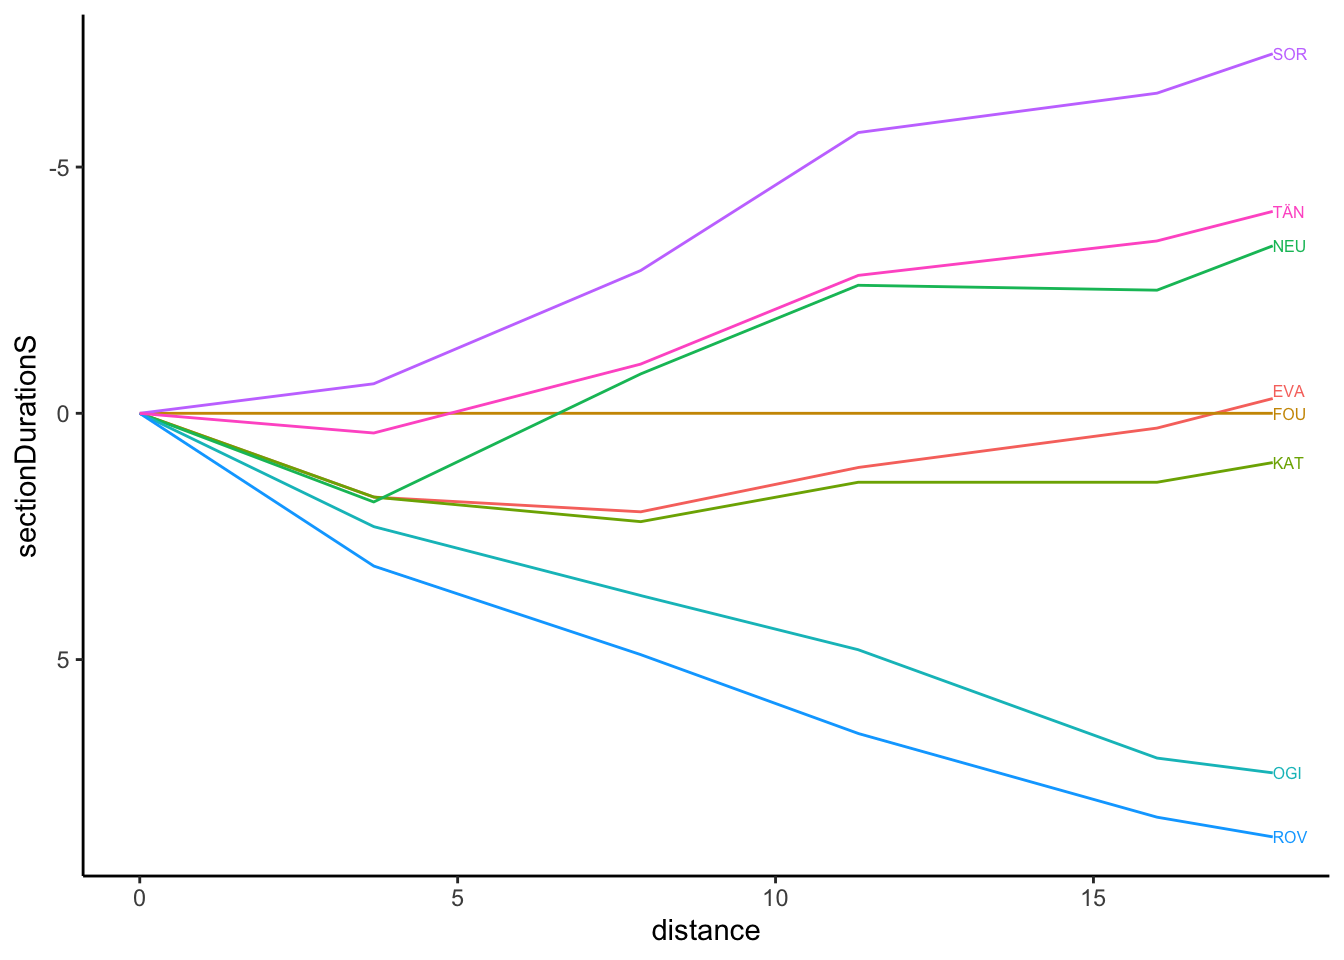 sectionDurationS
-5
0
5
SOR
TÄN
NEU
EVA
FOU
KAT
OGI
ROV
0 5 10 15
distance